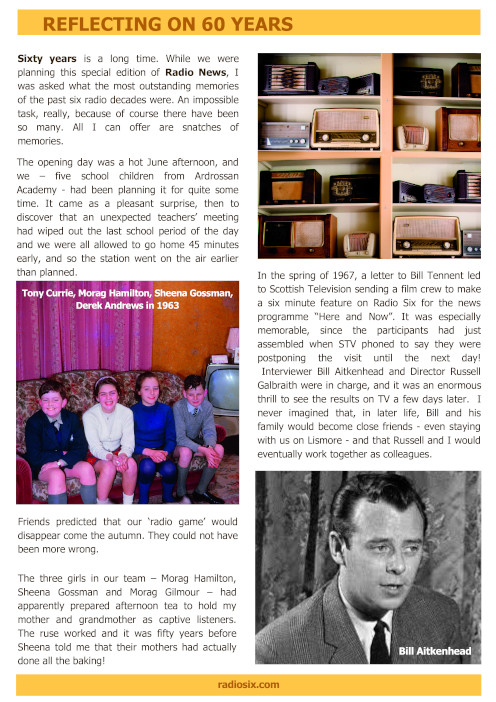 REFLECTING ON 60 YEARS
Sixty years is a long time. While we were
planning this special edition of Radio News, I
was asked what the most outstanding memories
of the past six radio decades were. An impossible
task, really, because of course there have been
so many. All I can offer are snatches of
memories.
The opening day was a hot June afternoon, and
we – five school children from Ardrossan
Academy - had been planning it for quite some
time. It came as a pleasant surprise, then to
discover that an unexpected teachers' meeting
had wiped out the last school period of the day
and we were all allowed to go home 45 minutes
early, and so the station went on the air earlier
than planned.
Tony Currie, Morag Hamilton, Sheena Gossman,
Derek Andrews in 1963
Friends predicted that our 'radio game' would
disappear come the autumn. They could not have
been more wrong.
The three girls in our team – Morag Hamilton,
Sheena Gossman and Morag Gilmour – had
apparently prepared afternoon tea to hold my
mother and grandmother as captive listeners.
The ruse worked and it was fifty years before
Sheena told me that their mothers had actually
done all the baking!
In the spring of 1967, a letter to Bill Tennent led
to Scottish Television sending a film crew to make
a six minute feature on Radio Six for the news
programme "Here and Now". It was especially
memorable, since the participants had just
assembled when STV phoned to say they were
postponing the visit until the next day!
Interviewer Bill Aitkenhead and Director Russell
Galbraith were in charge, and it was an enormous
thrill to see the results on TV a few days later. I
never imagined that, in later life, Bill and his
family would become close friends - even staying
with us on Lismore - and that Russell and I would
eventually work together as colleagues.
Bill Aitkenhead
radiosix.com